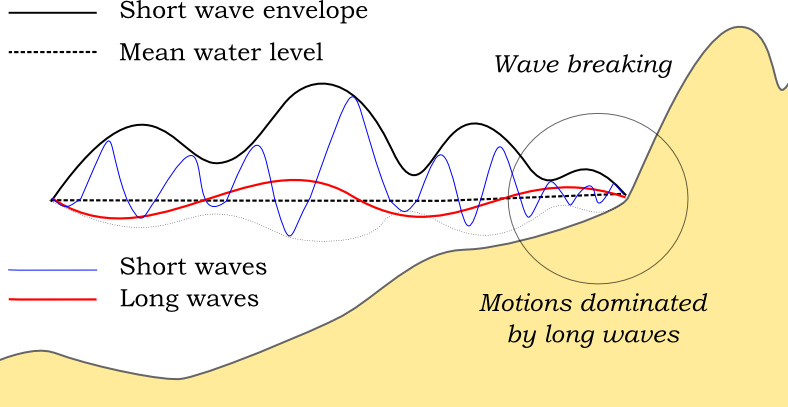 Short wave envelope
Mean water level
Wave breaking
Short waves
Long waves
Motions dominated
by long waves